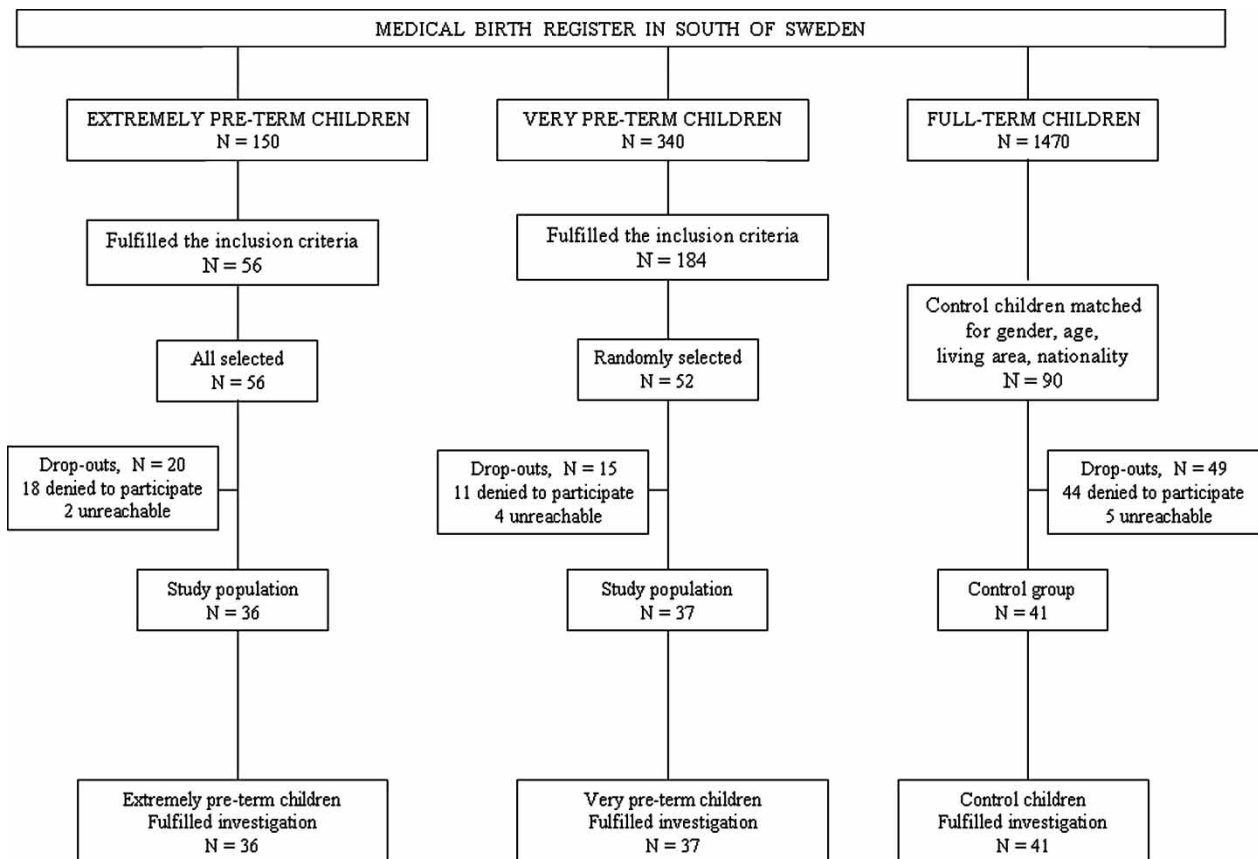 MEDICAL BIRTH REGISTER IN SOUTH OF SWEDEN
EXTREMELY PRE-TERM CHILDREN
N = 150
VERY PRE-TERM CHILDREN
N = 340
FULL-TERM CHILDREN
N = 1470
Fulfilled the inclusion criteria
N = 56
Fulfilled the inclusion criteria
N = 184
Control children matched
for gender, age,
living area, nationality
N = 90
All selected
N = 56
Randomly selected
N = 52
Drop-outs, N = 20
18 denied to participate
2 unreachable
Drop-outs, N = 15
11 denied to participate
4 unreachable
Drop-outs, N = 49
44 denied to participate
5 unreachable
Study population
N = 36
Study population
N = 37
Control group
N = 41
Extremely pre-term children
Fulfilled investigation
N = 36
Very pre-term children
Fulfilled investigation
N = 37
Control children
Fulfilled investigation
N = 41